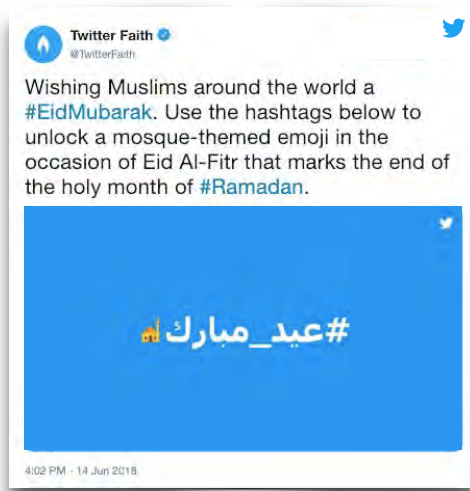 Twitter Faith
@TwitterFaith
Wishing Muslims around the world a
#EidMubarak. Use the hashtags below to
unlock a mosque-themed emoji in the
occasion of Eid Al-Fitr that marks the end of
the holy month of #Ramadan.
#عيد_مبارك🕌
4:02 PM - 14 Jun 2018